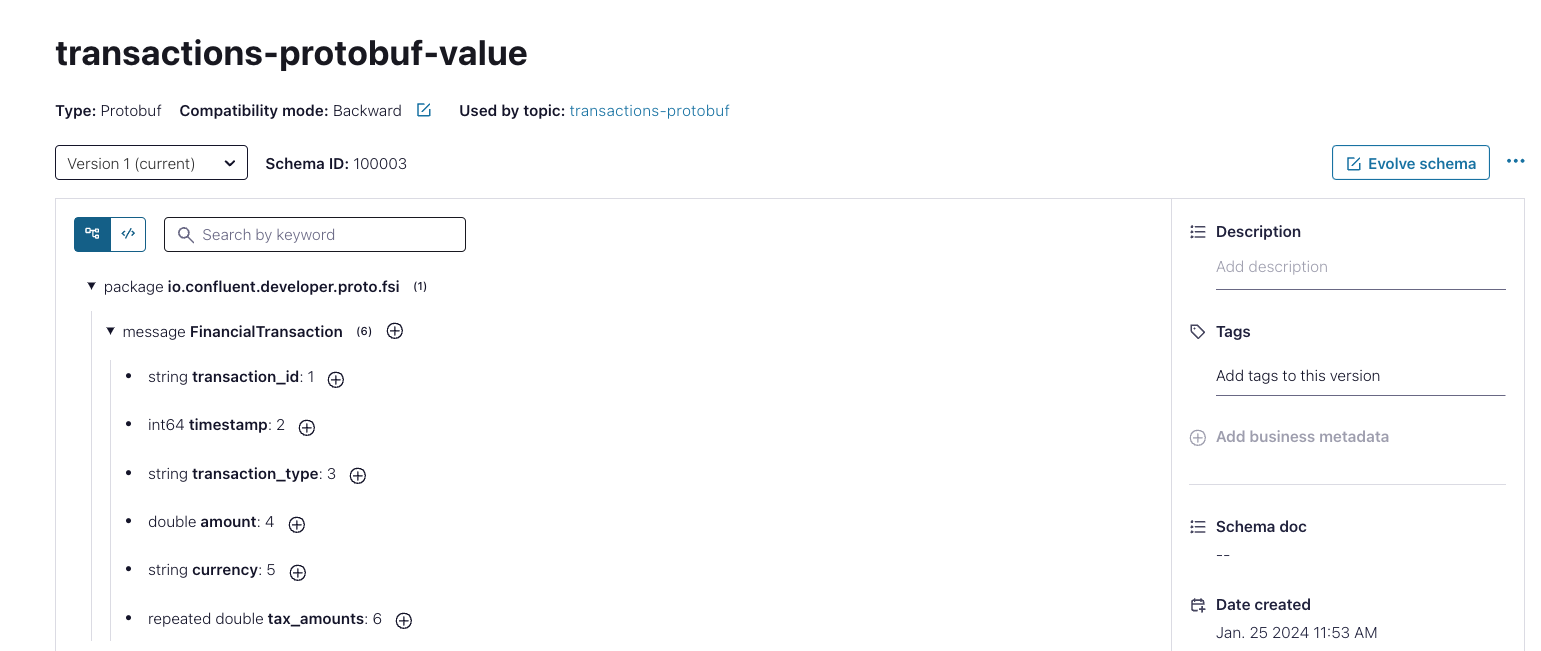 transactions-protobuf-value
Type: Protobuf Compatibility mode: Backward Used by topic: transactions-protobuf
Version 1 (current) Schema ID: 100003 Evolve schema
</> Search by keyword
package io.confluent.developer.proto.fsi (1)
message FinancialTransaction (6)
string transaction_id: 1
int64 timestamp: 2
string transaction_type: 3
double amount: 4
string currency: 5
repeated double tax_amounts: 6
Description
Add description
Tags
Add tags to this version
Add business metadata
Schema doc
--
Date created
Jan. 25 2024 11:53 AM